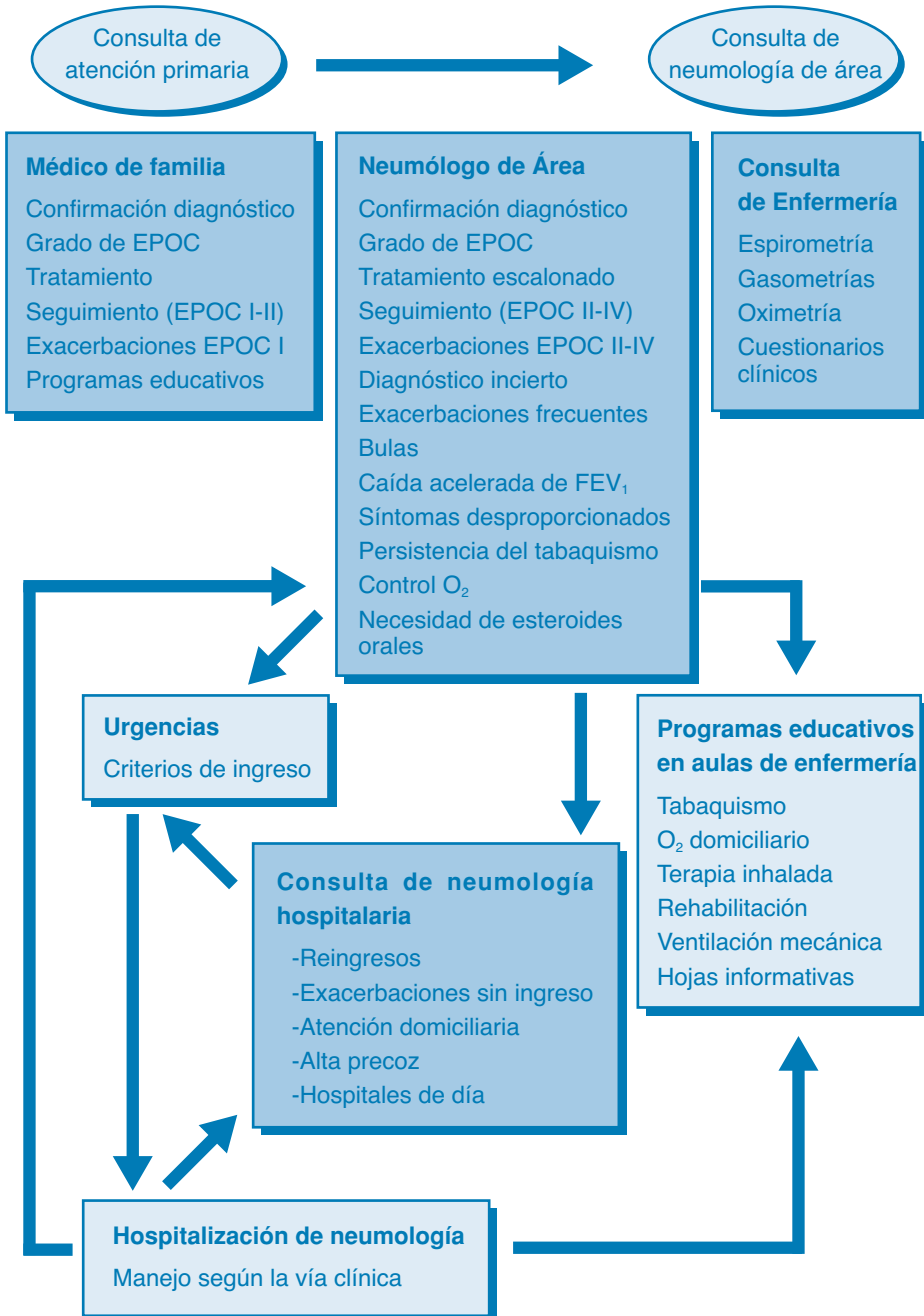 Consulta de
atención primaria
Consulta de
neumología de área
Médico de familia
Confirmación diagnóstico
Grado de EPOC
Tratamiento
Seguimiento (EPOC I-II)
Exacerbaciones EPOC I
Programas educativos
Neumólogo de Área
Confirmación diagnóstico
Grado de EPOC
Tratamiento escalonado
Seguimiento (EPOC II-IV)
Exacerbaciones EPOC II-IV
Diagnóstico incierto
Exacerbaciones frecuentes
Bulas
Caída acelerada de FEV₁
Síntomas desproporcionados
Persistencia del tabaquismo
Control O₂
Necesidad de esteroides
orales
Consulta
de Enfermería
Espirometría
Gasometrías
Oximetría
Cuestionarios
clínicos
Urgencias
Criterios de ingreso
Programas educativos
en aulas de enfermería
Tabaquismo
O₂ domiciliario
Terapia inhalada
Rehabilitación
Ventilación mecánica
Hojas informativas
Consulta de neumología
hospitalaria
-Reingresos
-Exacerbaciones sin ingreso
-Atención domiciliaria
-Alta precoz
-Hospitales de día
Hospitalización de neumología
Manejo según la vía clínica